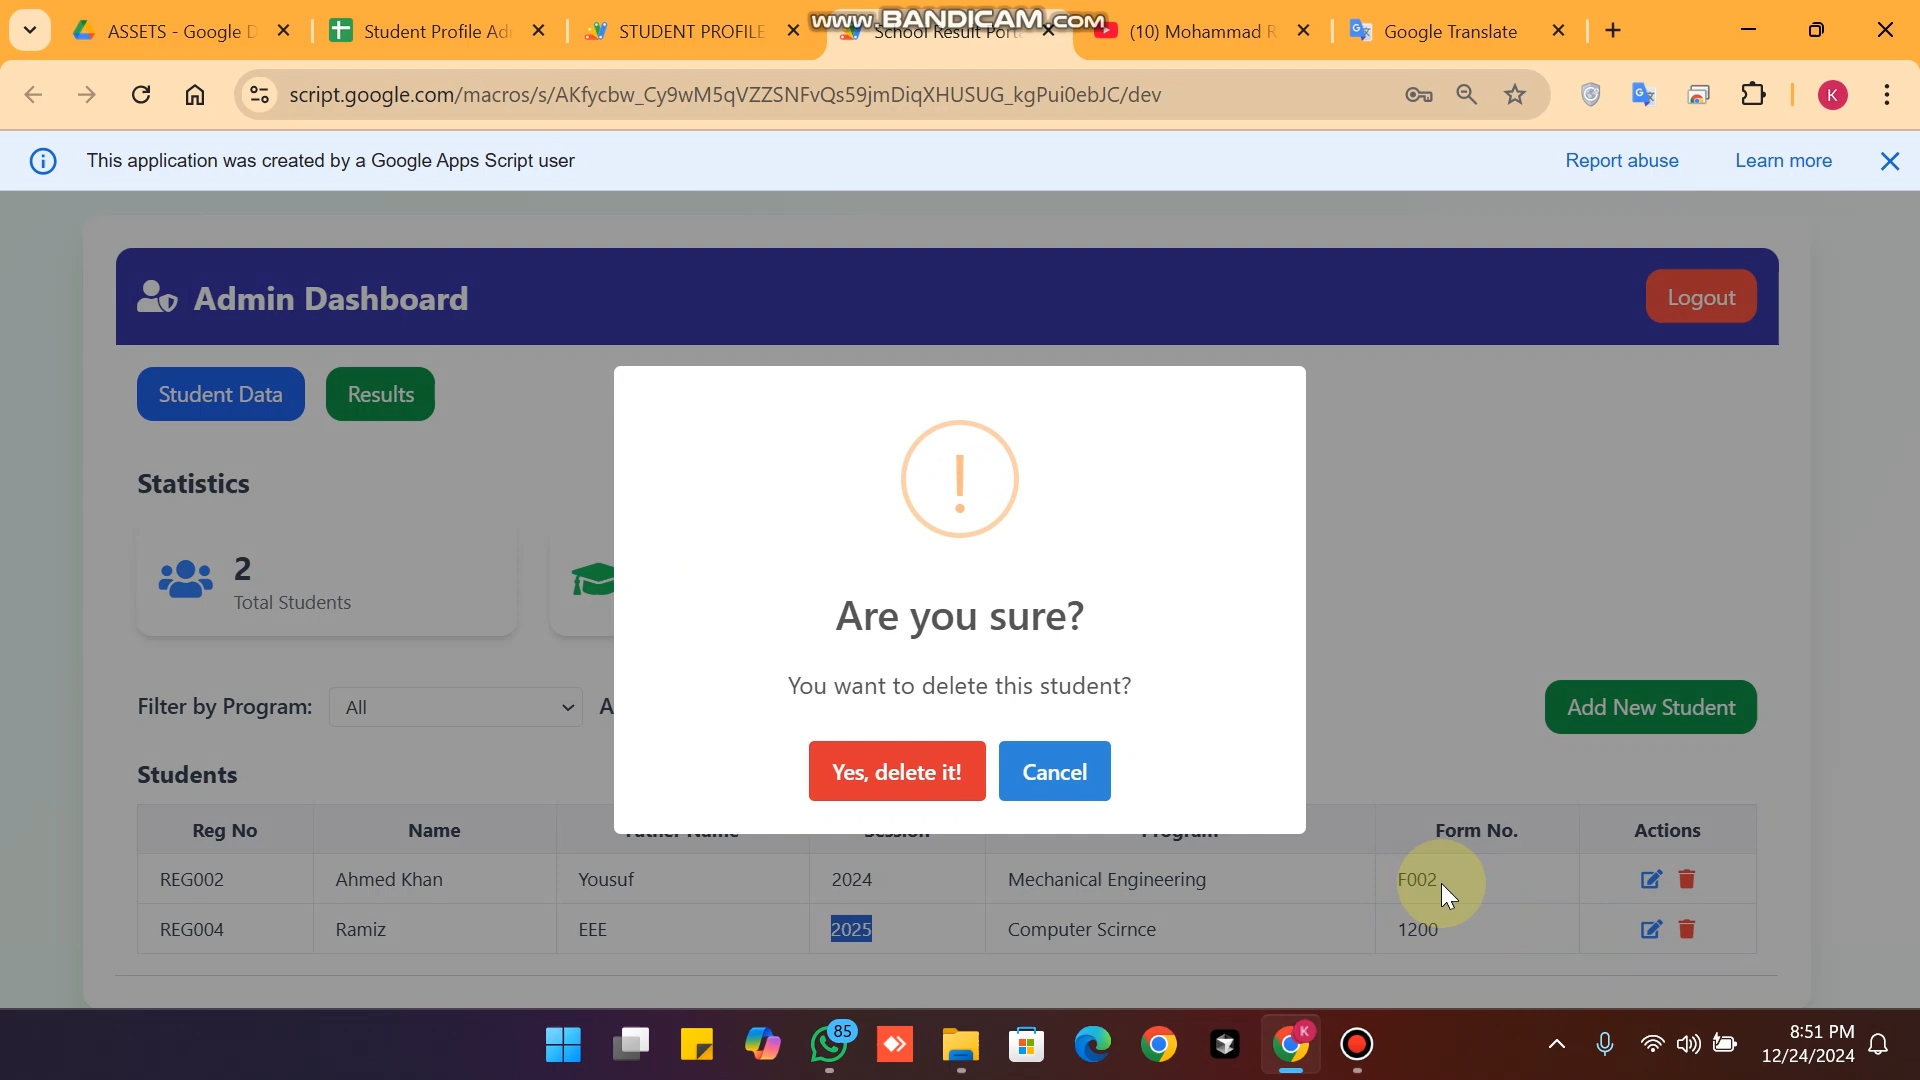 www.BANDICAM.com
ASSETS - Google D
Student Profile Ad
STUDENT PROFILE
School Result Port
(10) Mohammad R
Google Translate
script.google.com/macros/s/AKfycbw_Cy9wM5qVZZSNFvQs59jmDiqXHUSUG_kgPui0ebJC/dev
K
This application was created by a Google Apps Script user
Report abuse
Learn more
Admin Dashboard
Logout
Student Data
Results
Statistics
2
Total Students
Are you sure?
You want to delete this student?
Yes, delete it!
Cancel
Filter by Program:
All
A
Add New Student
Students
Reg No
Name
Father Name
Session
Program
Form No.
Actions
REG002
Ahmed Khan
Yousuf
2024
Mechanical Engineering
F002
REG004
Ramiz
EEE
2025
Computer Scirnce
1200
85
K
8:51 PM
12/24/2024